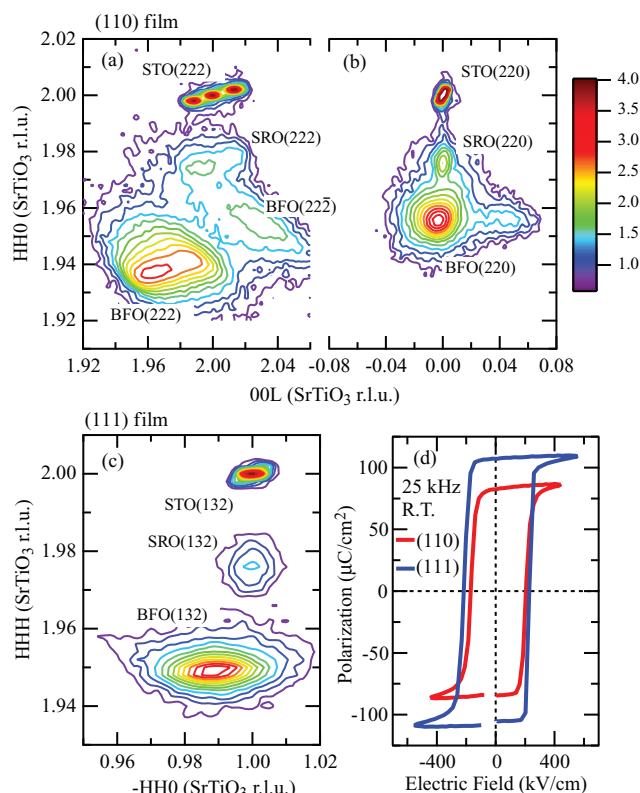 (110) film
(a)
(b)
STO(222)
STO(220)
SRO(222)
SRO(220)
BFO(22-2̅)
BFO(222)
BFO(220)
HH0 (SrTiO₃ r.l.u.)
2.02
2.00
1.98
1.96
1.94
1.92
1.92
1.96
2.00
2.04
-0.08
0.00
0.08
00L (SrTiO₃ r.l.u.)
4.0
3.5
3.0
2.5
2.0
1.5
1.0
(111) film
(c)
STO(132)
SRO(132)
BFO(132)
HHH (SrTiO₃ r.l.u.)
2.00
1.98
1.96
1.94
0.96
0.98
1.00
1.02
-HH0 (SrTiO₃ r.l.u.)
(d)
25 kHz
R.T.
(110)
(111)
Polarization (μC/cm²)
100
50
0
-50
-100
-400
0
400
Electric Field (kV/cm)